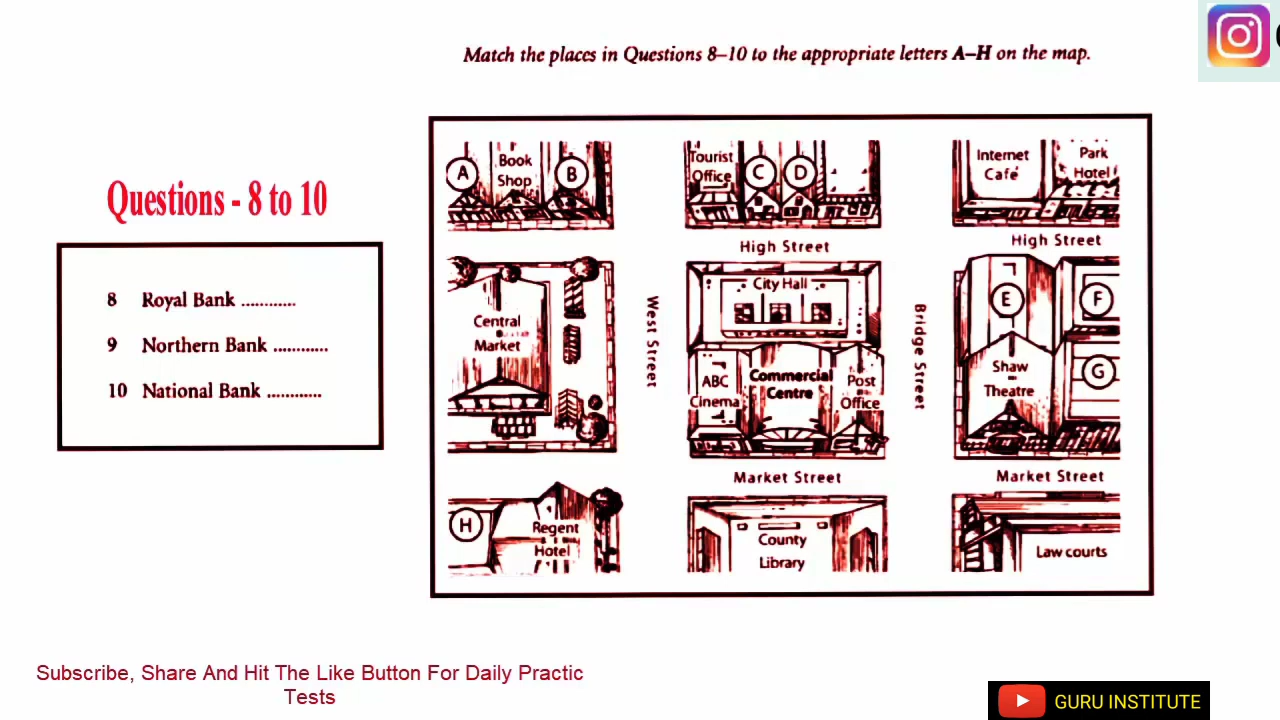 Match the places in Questions 8–10 to the appropriate letters A–H on the map.
Questions - 8 to 10
8 Royal Bank ............
9 Northern Bank ............
10 National Bank ............
A
Book
Shop
B
Tourist
Office
C
D
Internet
Café
Park
Hotel
High Street
High Street
Central
Market
West Street
City Hall
ABC
Cinema
Commercial
Centre
Post
Office
Bridge Street
E
F
Shaw
Theatre
G
Market Street
Market Street
H
Regent
Hotel
County
Library
Law courts
Subscribe, Share And Hit The Like Button For Daily Practic
Tests
GURU INSTITUTE